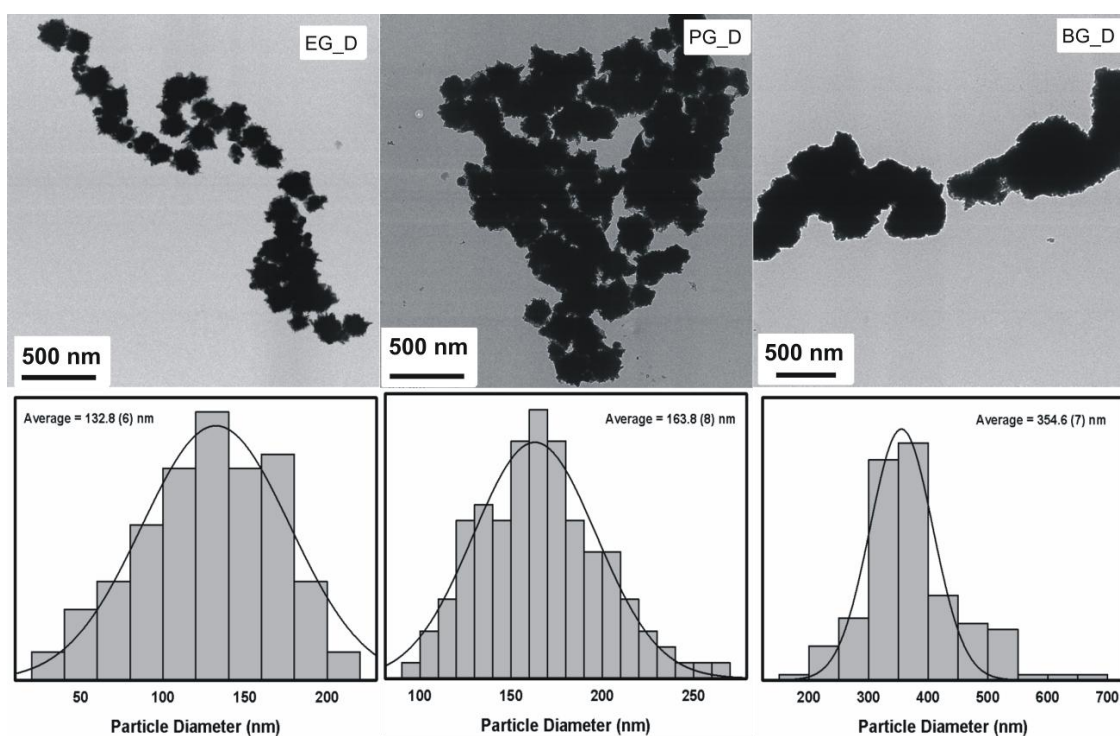 EG_D
PG_D
BG_D
500 nm
500 nm
500 nm
Average = 132.8 (6) nm
163.8 (8) nm
Average = 354.6 (7) nm
50 100 150 200
100 150 200 250
200 300 400 500 600 700
Particle Diameter (nm)
Particle Diameter (nm)
Particle Diameter (nm)